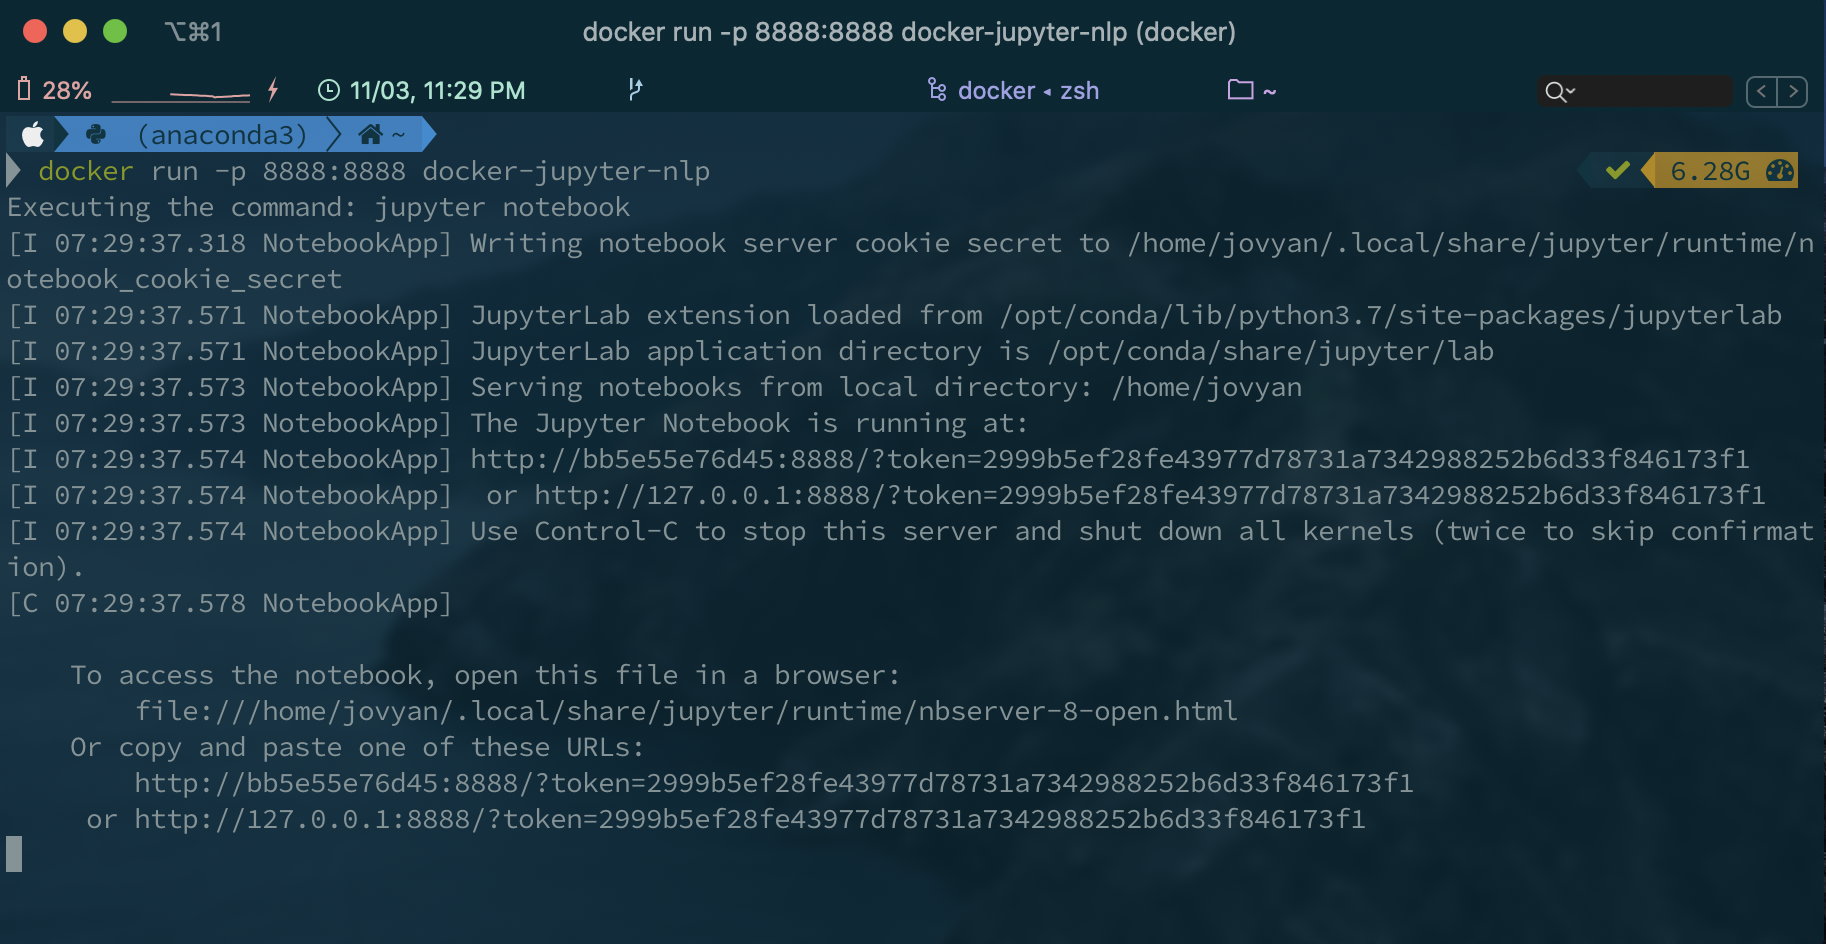 ⌥⌘1
docker run -p 8888:8888 docker-jupyter-nlp (docker)
28% 11/03, 11:29 PM docker ◂ zsh ~
(anaconda3) ~
docker run -p 8888:8888 docker-jupyter-nlp 6.28G
Executing the command: jupyter notebook
[I 07:29:37.318 NotebookApp] Writing notebook server cookie secret to /home/jovyan/.local/share/jupyter/runtime/n
otebook_cookie_secret
[I 07:29:37.571 NotebookApp] JupyterLab extension loaded from /opt/conda/lib/python3.7/site-packages/jupyterlab
[I 07:29:37.571 NotebookApp] JupyterLab application directory is /opt/conda/share/jupyter/lab
[I 07:29:37.573 NotebookApp] Serving notebooks from local directory: /home/jovyan
[I 07:29:37.573 NotebookApp] The Jupyter Notebook is running at:
[I 07:29:37.574 NotebookApp] http://bb5e55e76d45:8888/?token=2999b5ef28fe43977d78731a7342988252b6d33f846173f1
[I 07:29:37.574 NotebookApp]  or http://127.0.0.1:8888/?token=2999b5ef28fe43977d78731a7342988252b6d33f846173f1
[I 07:29:37.574 NotebookApp] Use Control-C to stop this server and shut down all kernels (twice to skip confirmat
ion).
[C 07:29:37.578 NotebookApp]
To access the notebook, open this file in a browser:
file:///home/jovyan/.local/share/jupyter/runtime/nbserver-8-open.html
Or copy and paste one of these URLs:
http://bb5e55e76d45:8888/?token=2999b5ef28fe43977d78731a7342988252b6d33f846173f1
or http://127.0.0.1:8888/?token=2999b5ef28fe43977d78731a7342988252b6d33f846173f1